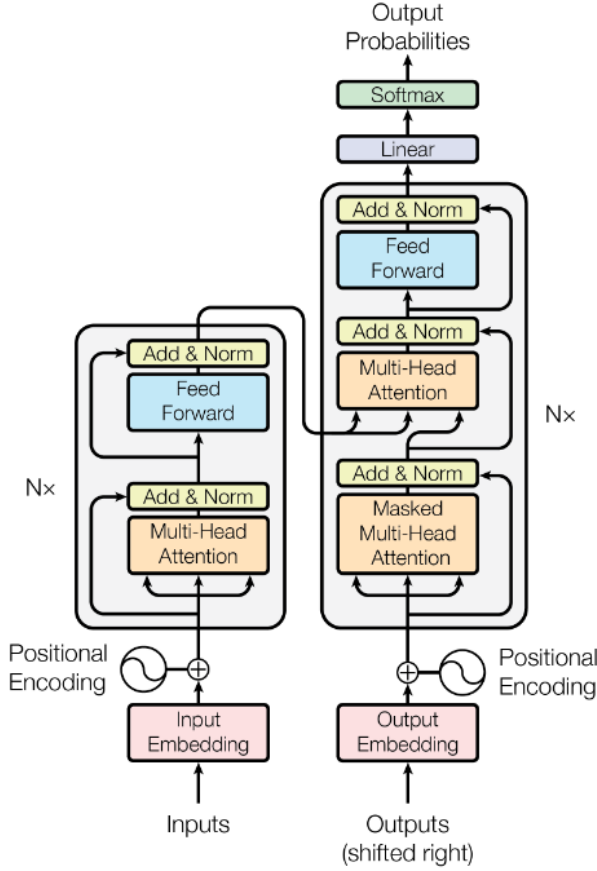 Output
Probabilities
Softmax
Linear
Add & Norm
Feed
Forward
Add & Norm
Multi-Head
Attention
Add & Norm
Masked
Multi-Head
Attention
N×
Add & Norm
Feed
Forward
Add & Norm
Multi-Head
Attention
N×
Positional
Encoding
Positional
Encoding
Input
Embedding
Output
Embedding
Inputs
Outputs
(shifted right)